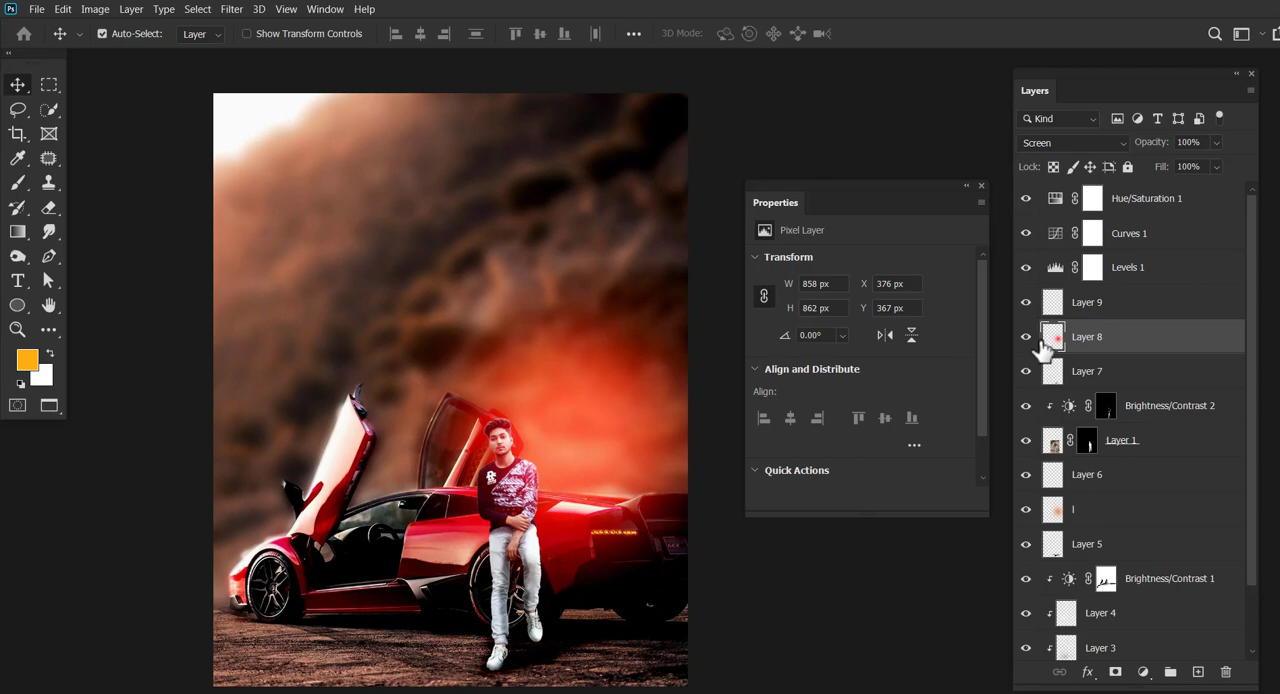 Ps File Edit Image Layer Type Select Filter 3D View Window Help
Auto-Select: Layer Show Transform Controls 3D Mode:
Layers
Kind
Screen Opacity: 100%
Lock: Fill: 100%
Hue/Saturation 1
Curves 1
Levels 1
Layer 9
Layer 8
Layer 7
Brightness/Contrast 2
Layer 1
Layer 6
l
Layer 5
Brightness/Contrast 1
Layer 4
Layer 3
fx
Properties
Pixel Layer
Transform
W 858 px X 376 px
H 862 px Y 367 px
0.00°
Align and Distribute
Align:
Quick Actions